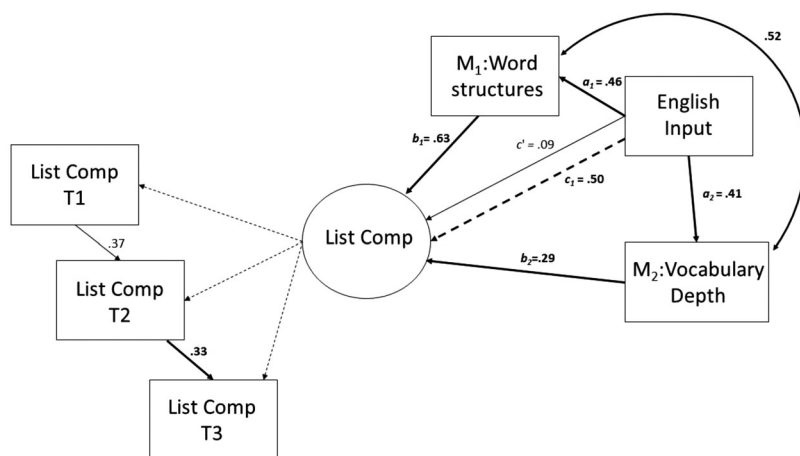 .52
M₁:Word
structures
a₁ = .46
English
Input
b₁= .63
c' = .09
List Comp
T1
c₁ = .50
a₂ = .41
.37
List Comp
List Comp
T2
b₂=.29
M₂:Vocabulary
Depth
.33
List Comp
T3